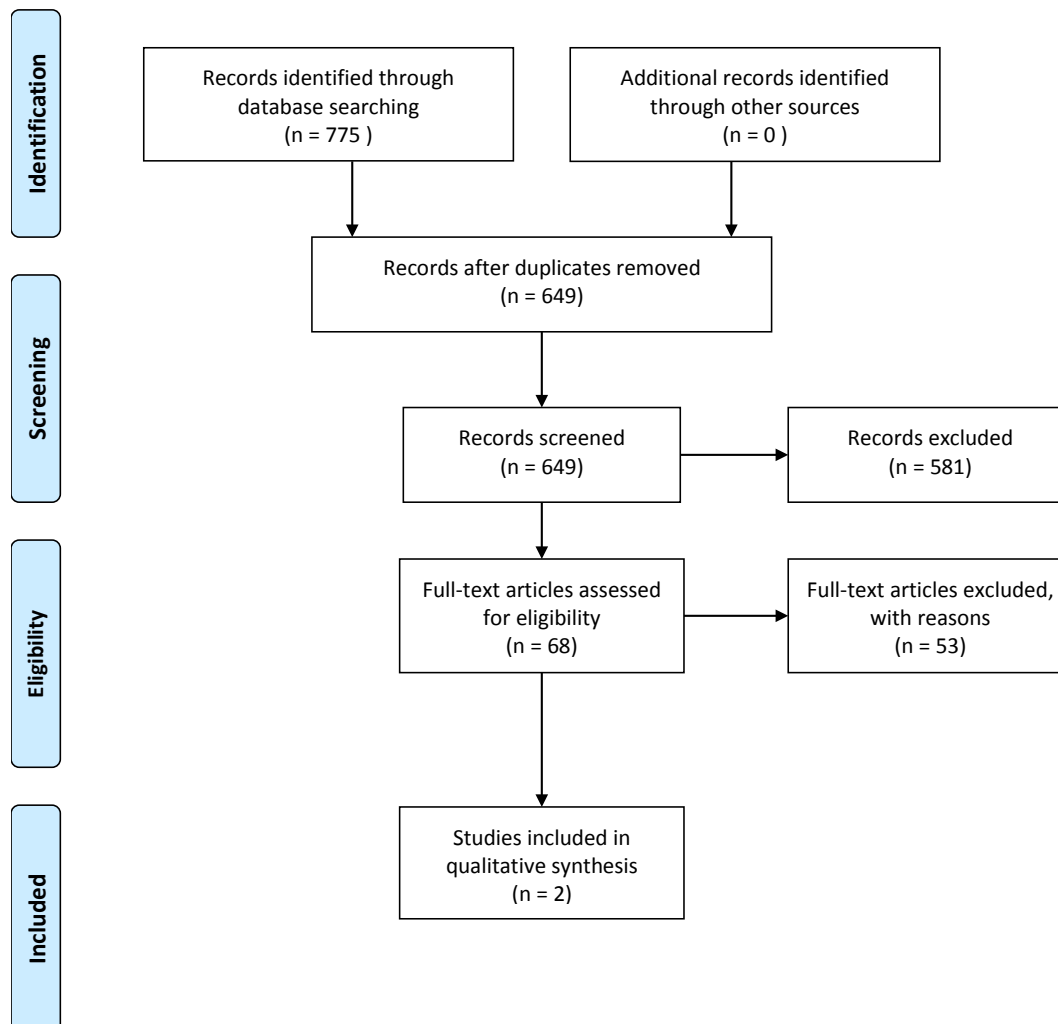 Identification
Records identified through
database searching
(n = 775 )
Additional records identified
through other sources
(n = 0 )
Records after duplicates removed
(n = 649)
Screening
Records screened
(n = 649)
Records excluded
(n = 581)
Eligibility
Full-text articles assessed
for eligibility
(n = 68)
Full-text articles excluded,
with reasons
(n = 53)
Included
Studies included in
qualitative synthesis
(n = 2)